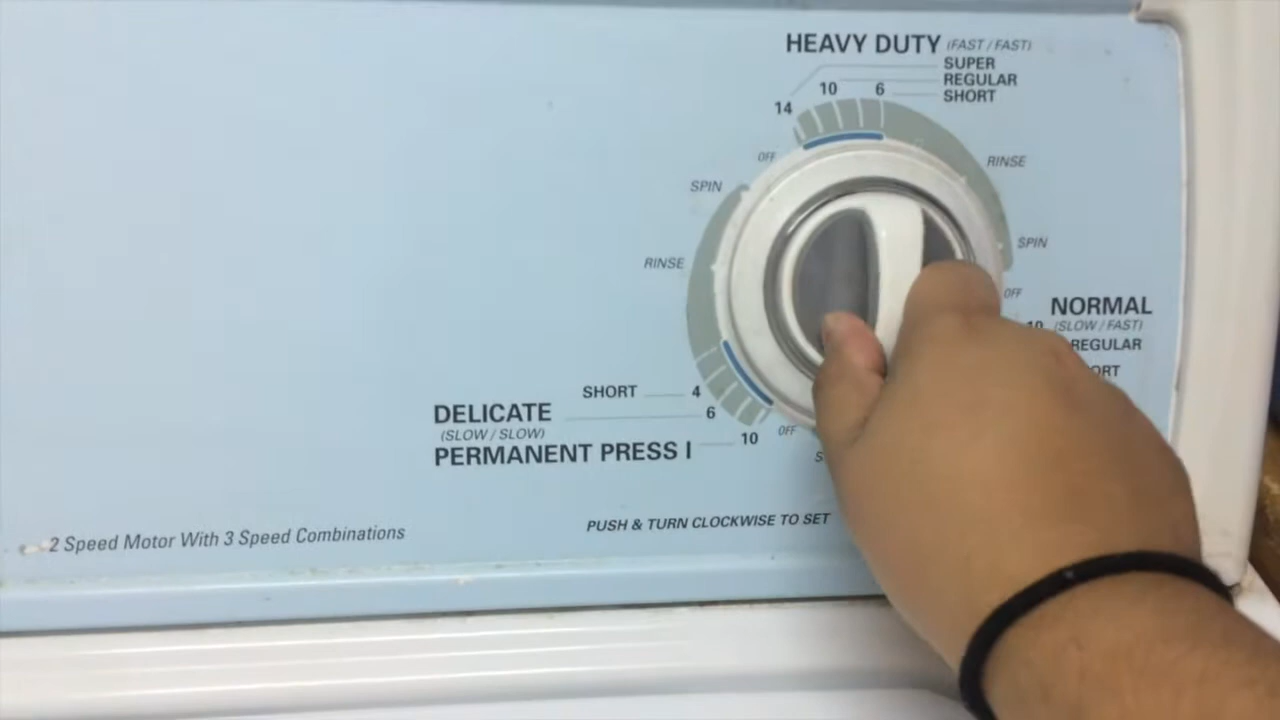 HEAVY DUTY (FAST / FAST)
SUPER
REGULAR
SHORT
14 10 6
OFF
RINSE
SPIN
SPIN
RINSE
OFF
NORMAL
(SLOW / FAST)
REGULAR
SHORT 4
DELICATE 6
(SLOW / SLOW)
PERMANENT PRESS I 10
OFF
PUSH & TURN CLOCKWISE TO SET
2 Speed Motor With 3 Speed Combinations